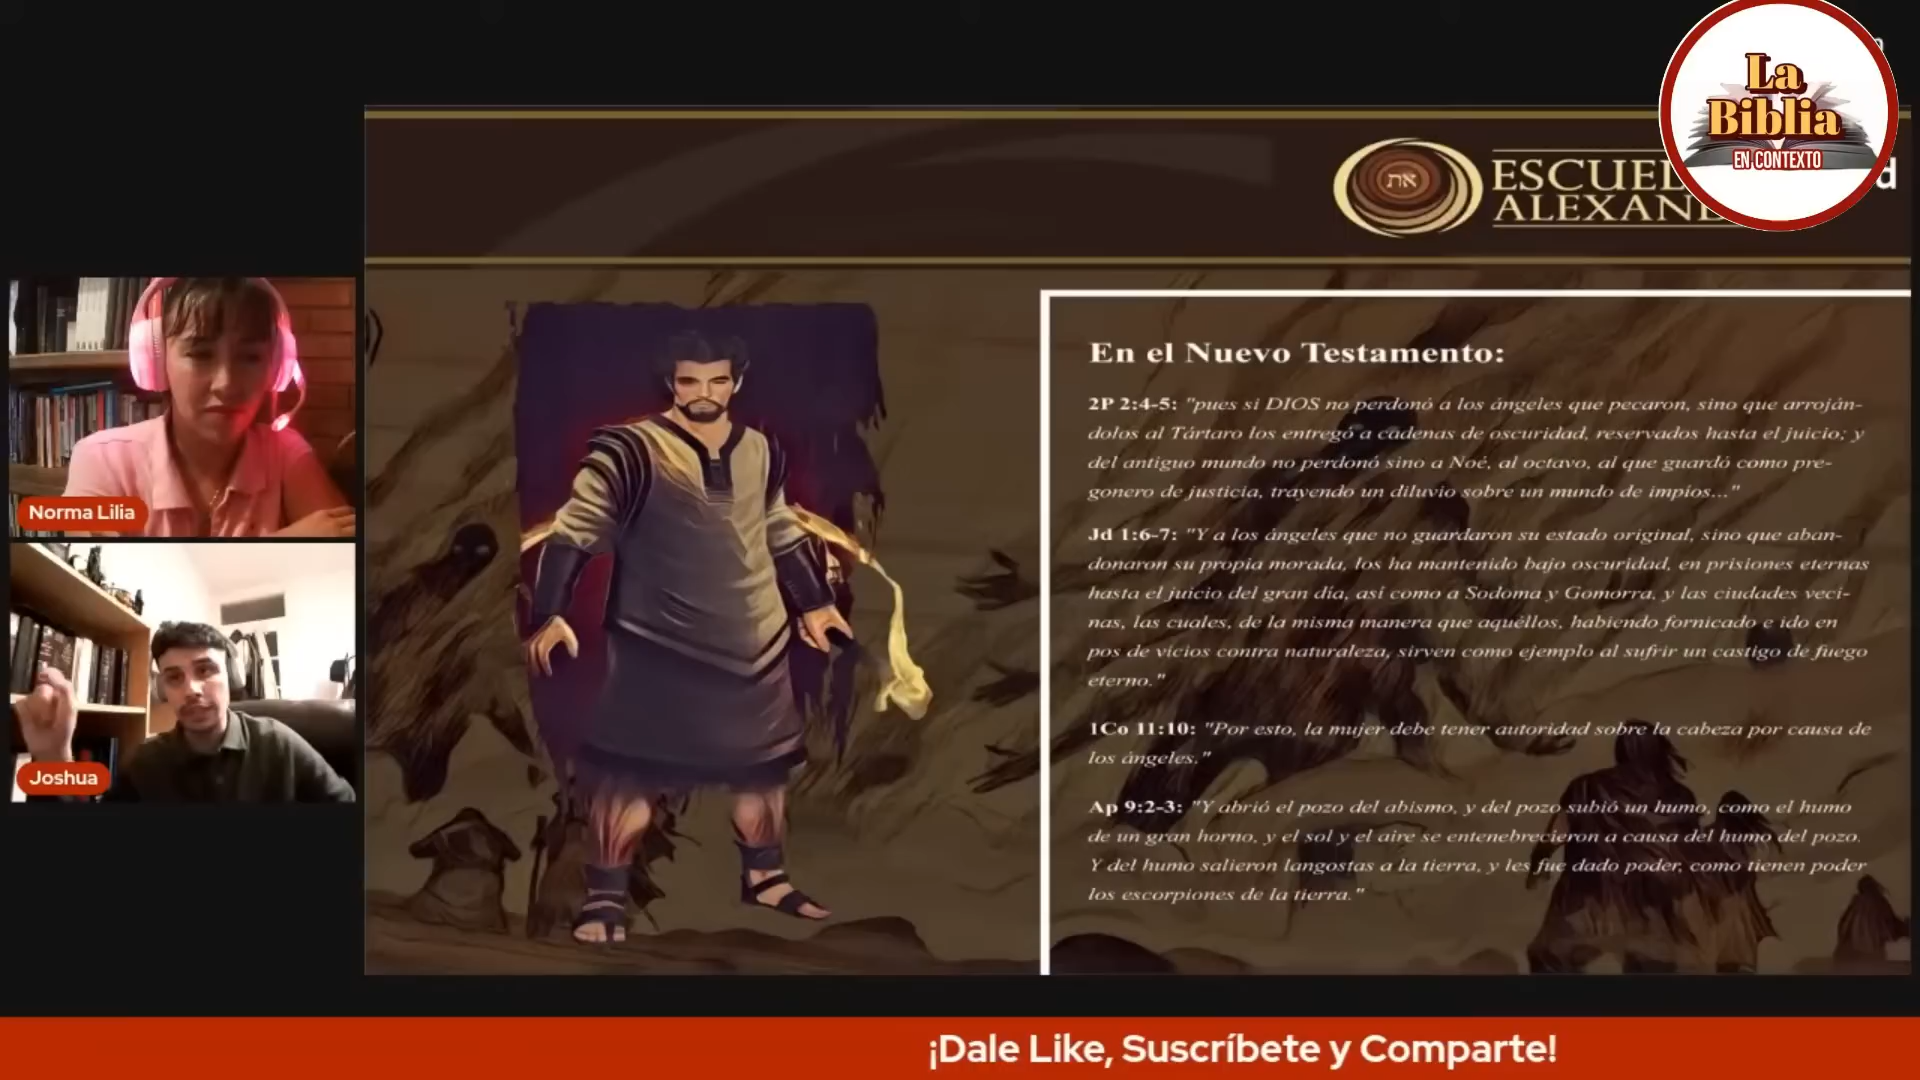 La
Biblia
EN CONTEXTO
את
ESCUEL
ALEXAN
d
En el Nuevo Testamento:
2P 2:4-5: "pues si DIOS no perdonó a los ángeles que pecaron, sino que arroján-
dolos al Tártaro los entregó a cadenas de oscuridad, reservados hasta el juicio; y
del antiguo mundo no perdonó sino a Noé, al octavo, al que guardó como pre-
gonero de justicia, trayendo un diluvio sobre un mundo de impíos..."
Jd 1:6-7: "Y a los ángeles que no guardaron su estado original, sino que aban-
donaron su propia morada, los ha mantenido bajo oscuridad, en prisiones eternas
hasta el juicio del gran día, así como a Sodoma y Gomorra, y las ciudades veci-
nas, las cuales, de la misma manera que aquéllos, habiendo fornicado e ido en
pos de vicios contra naturaleza, sirven como ejemplo al sufrir un castigo de fuego
eterno."
1Co 11:10: "Por esto, la mujer debe tener autoridad sobre la cabeza por causa de
los ángeles."
Ap 9:2-3: "Y abrió el pozo del abismo, y del pozo subió un humo, como el humo
de un gran horno, y el sol y el aire se entenebrecieron a causa del humo del pozo.
Y del humo salieron langostas a la tierra, y les fue dado poder, como tienen poder
los escorpiones de la tierra."
Norma Lilia
Joshua
¡Dale Like, Suscríbete y Comparte!